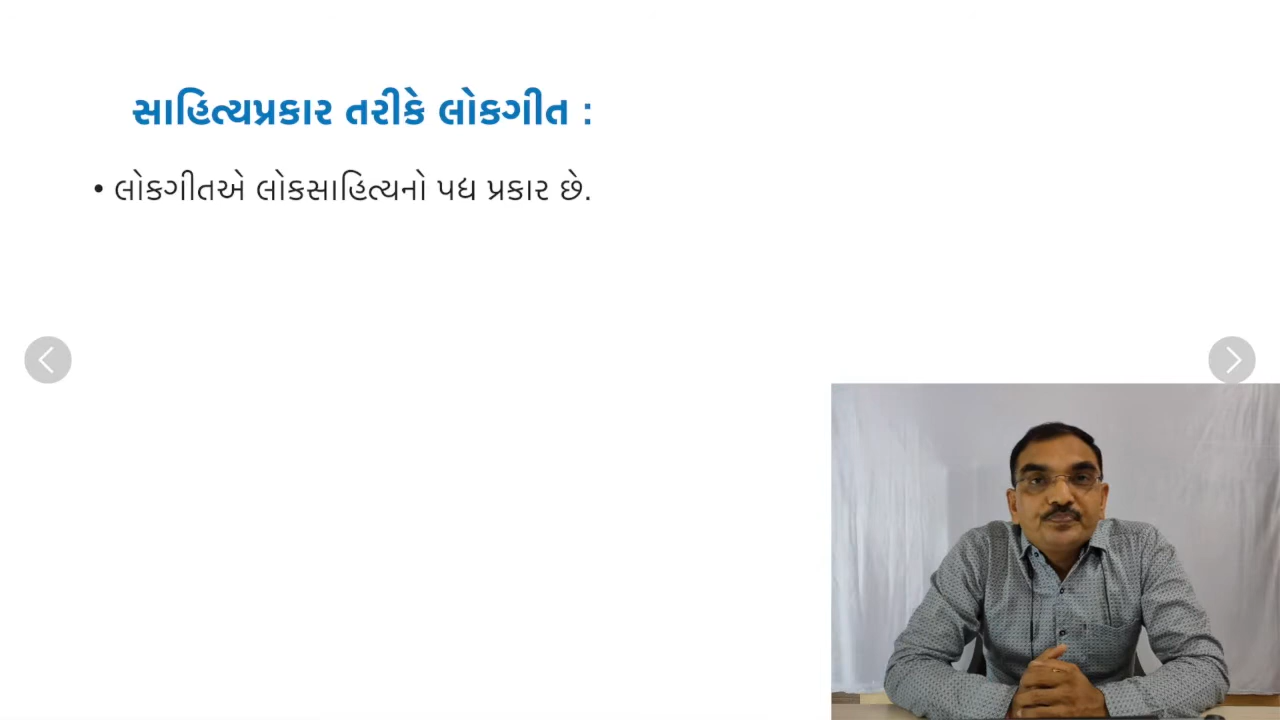 સાહિત્યપ્રકાર તરીકે લોકગીત :
• લોકગીતએ લોકસાહિત્યનો પદ્ય પ્રકાર છે.